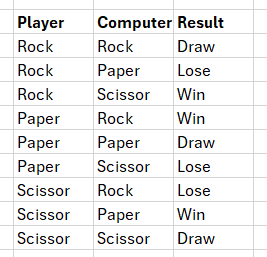 Player Computer Result
Rock Rock Draw
Rock Paper Lose
Rock Scissor Win
Paper Rock Win
Paper Paper Draw
Paper Scissor Lose
Scissor Rock Lose
Scissor Paper Win
Scissor Scissor Draw